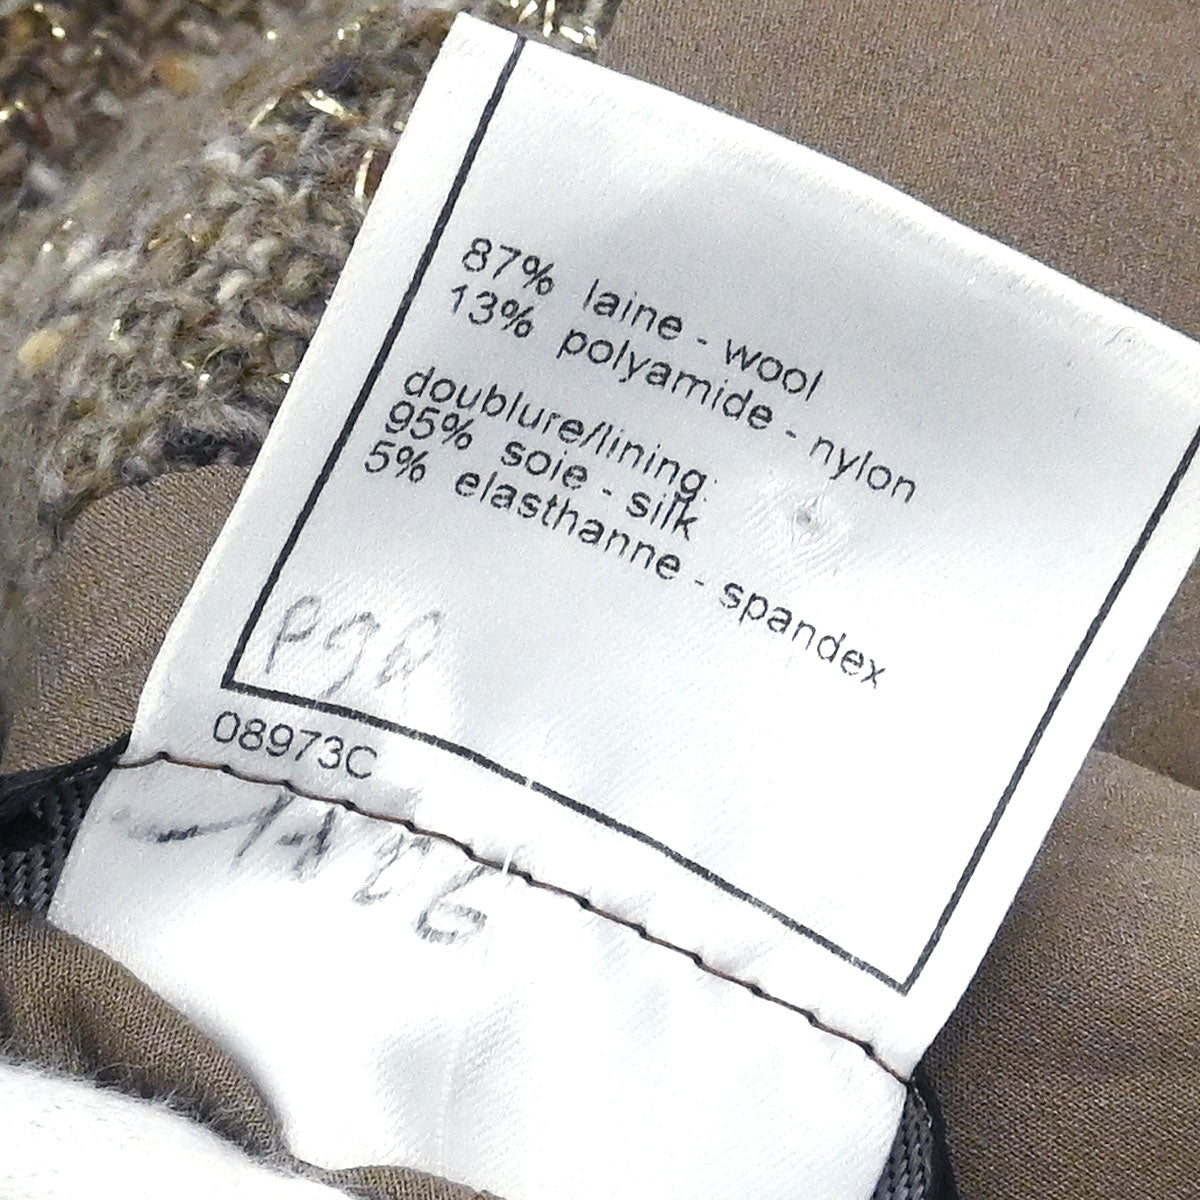 87% laine - wool
13% polyamide - nylon
doublure/lining:
95% soie - silk
5% elasthanne - spandex
08973C